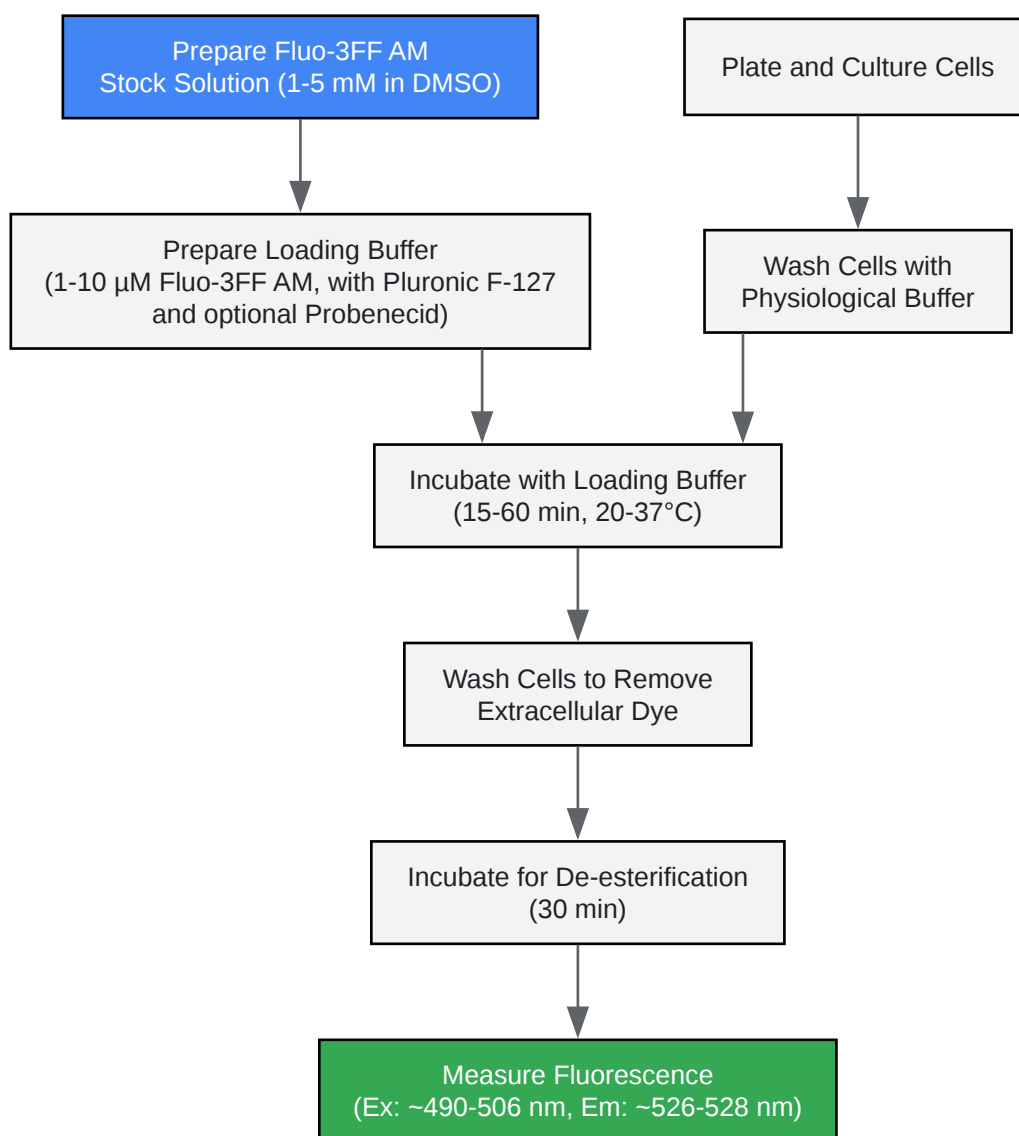 Prepare Fluo-3FF AM
Stock Solution (1-5 mM in DMSO)
Plate and Culture Cells
Prepare Loading Buffer
(1-10 µM Fluo-3FF AM, with Pluronic F-127
and optional Probenecid)
Wash Cells with
Physiological Buffer
Incubate with Loading Buffer
(15-60 min, 20-37°C)
Wash Cells to Remove
Extracellular Dye
Incubate for De-esterification
(30 min)
Measure Fluorescence
(Ex: ~490-506 nm, Em: ~526-528 nm)